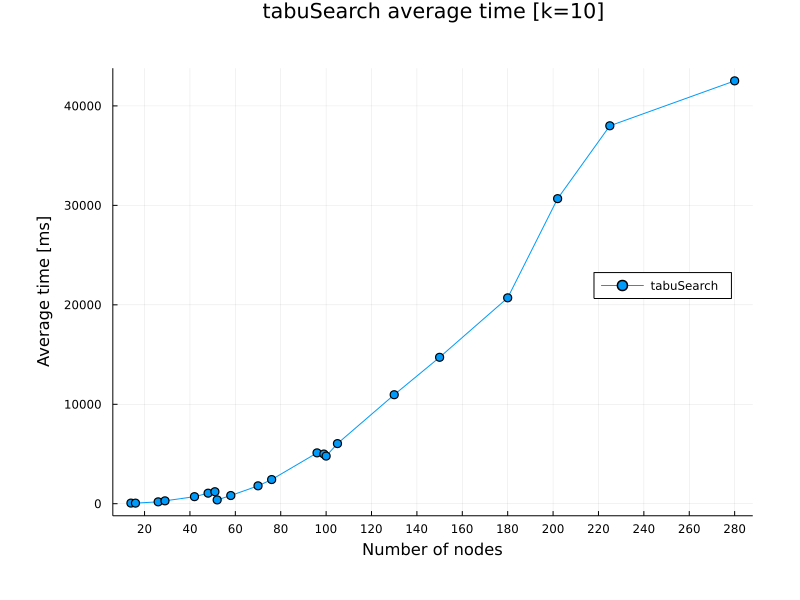 tabuSearch average time [k=10]
Average time [ms]
40000
30000
20000
10000
0
tabuSearch
20 40 60 80 100 120 140 160 180 200 220 240 260 280
Number of nodes